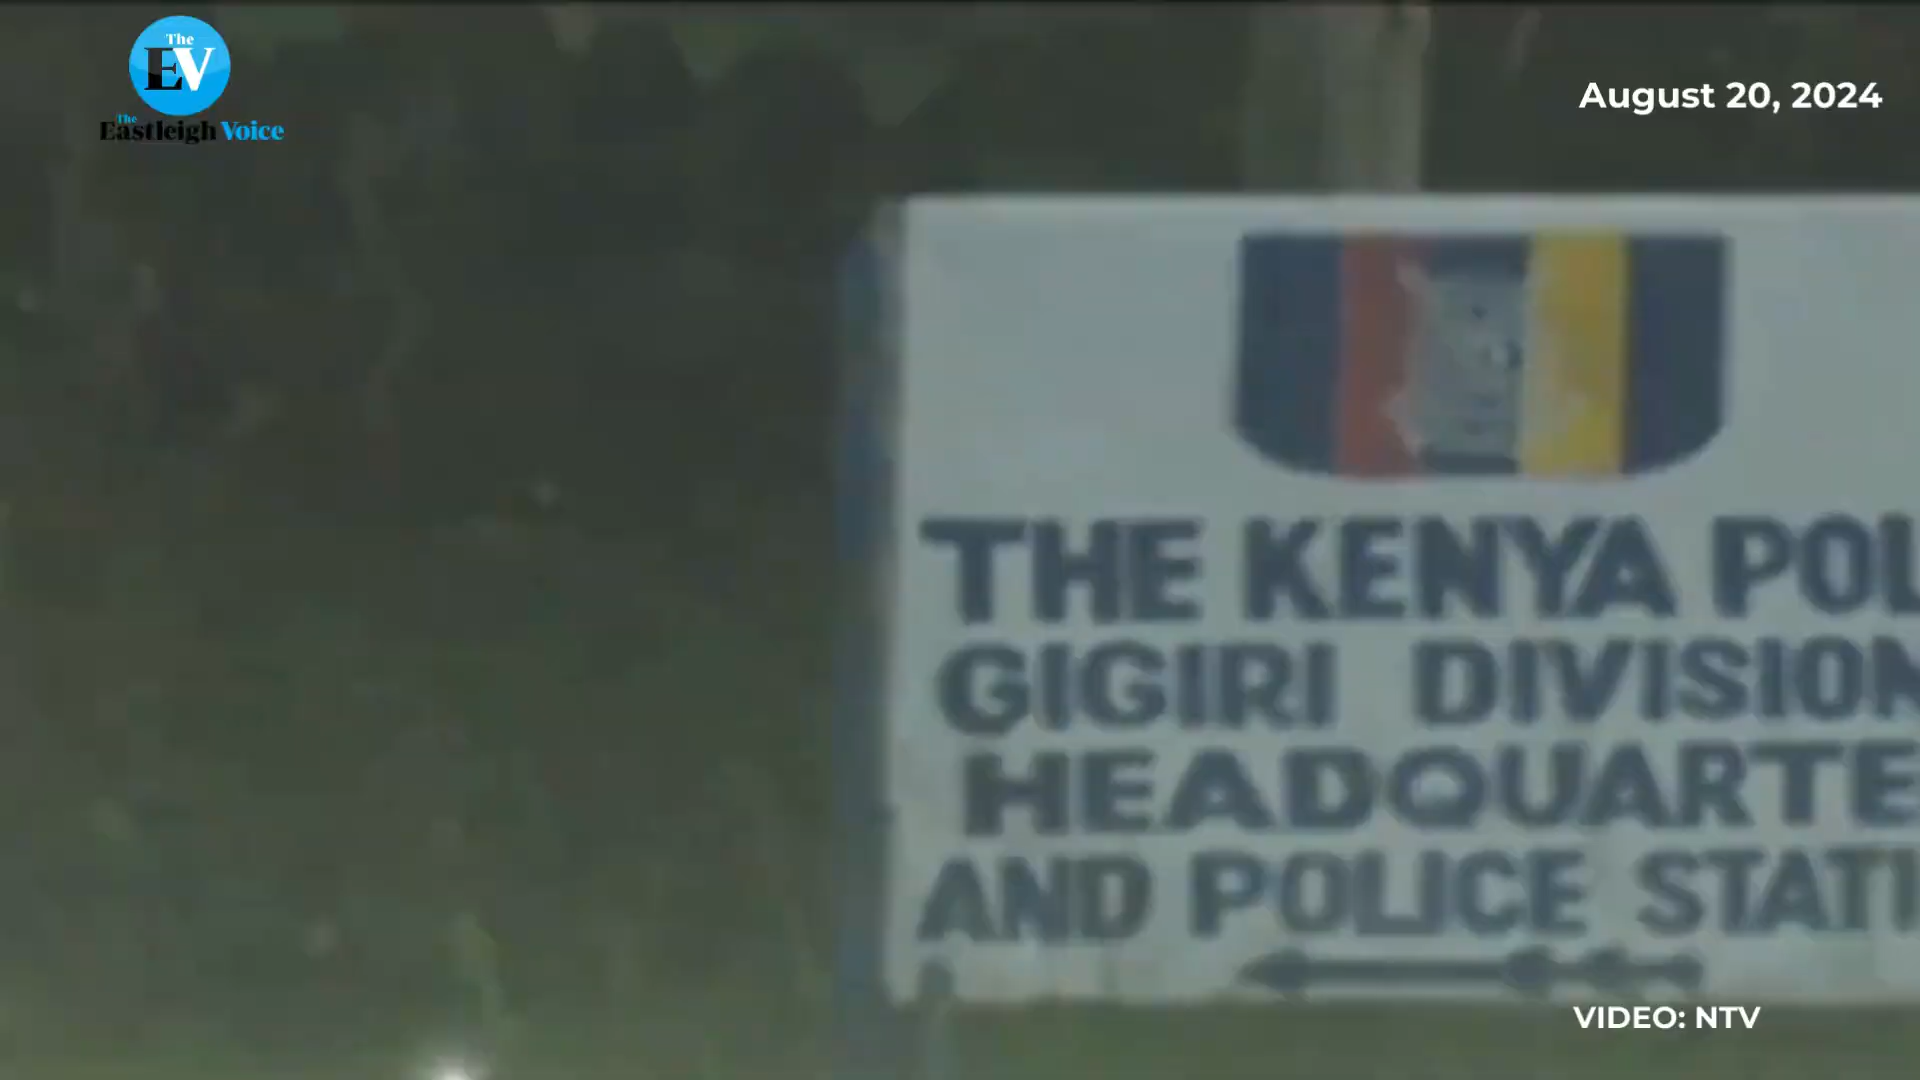 The
EV
The
Eastleigh Voice
August 20, 2024
THE KENYA POL
GIGIRI DIVISION
HEADQUARTE
AND POLICE STATI
VIDEO: NTV